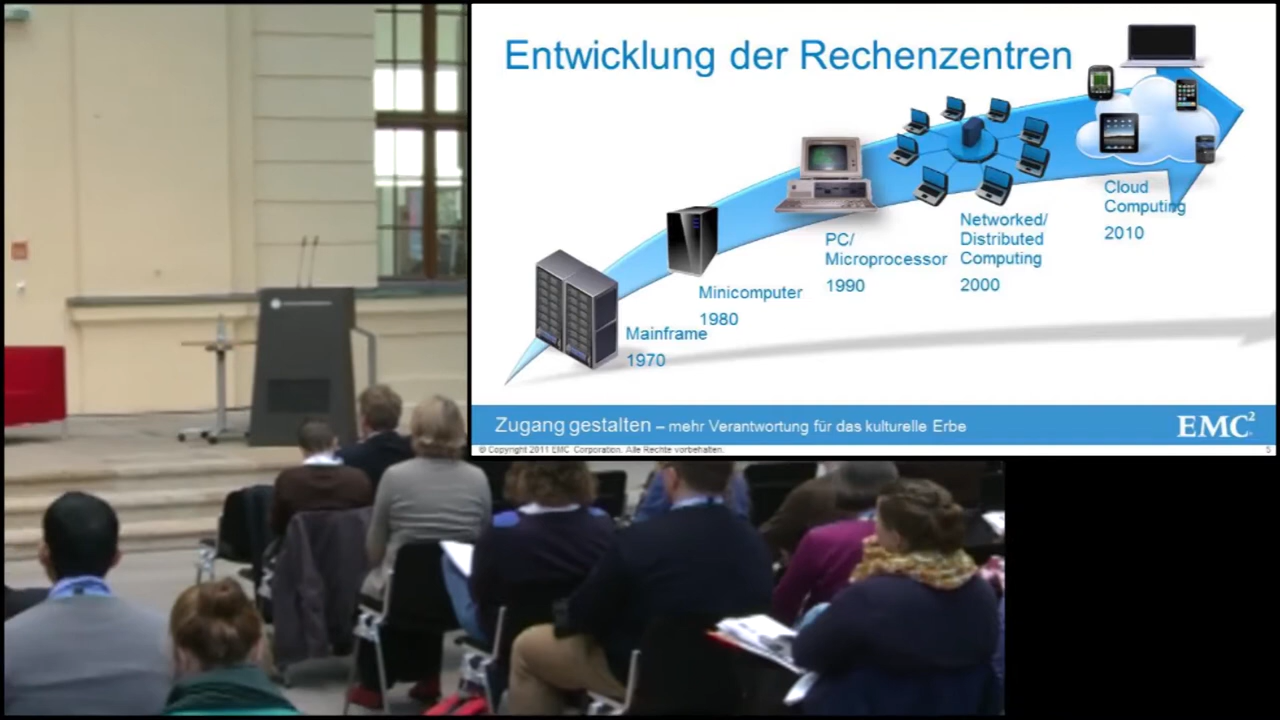 Entwicklung der Rechenzentren
Cloud
Computing
2010
Networked/
Distributed
Computing
2000
PC/
Microprocessor
1990
Minicomputer
1980
Mainframe
1970
Zugang gestalten – mehr Verantwortung für das kulturelle Erbe
EMC²
© Copyright 2011 EMC Corporation. Alle Rechte vorbehalten.
5